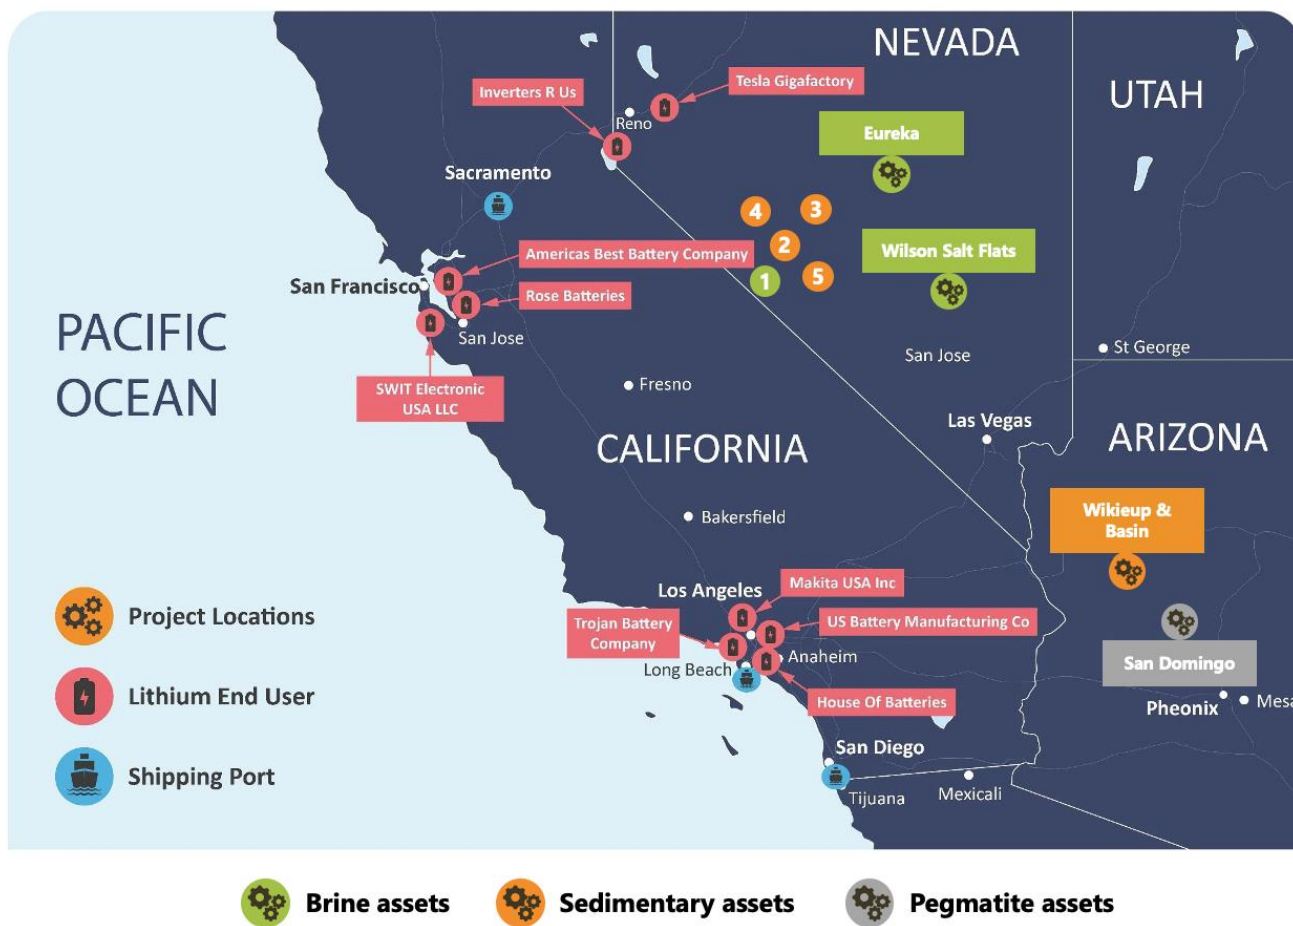 NEVADA
UTAH
Tesla Gigafactory
Inverters R Us
Reno
Eureka
Sacramento
4
3
2
1
5
Wilson Salt Flats
Americas Best Battery Company
San Francisco
Rose Batteries
San Jose
PACIFIC
OCEAN
SWIT Electronic
USA LLC
San Jose
St George
Fresno
Las Vegas
CALIFORNIA
ARIZONA
Wikieup &
Basin
Bakersfield
Makita USA Inc
Los Angeles
Trojan Battery
Company
US Battery Manufacturing Co
Long Beach
Anaheim
House Of Batteries
San Domingo
Pheonix
Mesa
San Diego
Tijuana
Mexicali
Project Locations
Lithium End User
Shipping Port
Brine assets
Sedimentary assets
Pegmatite assets